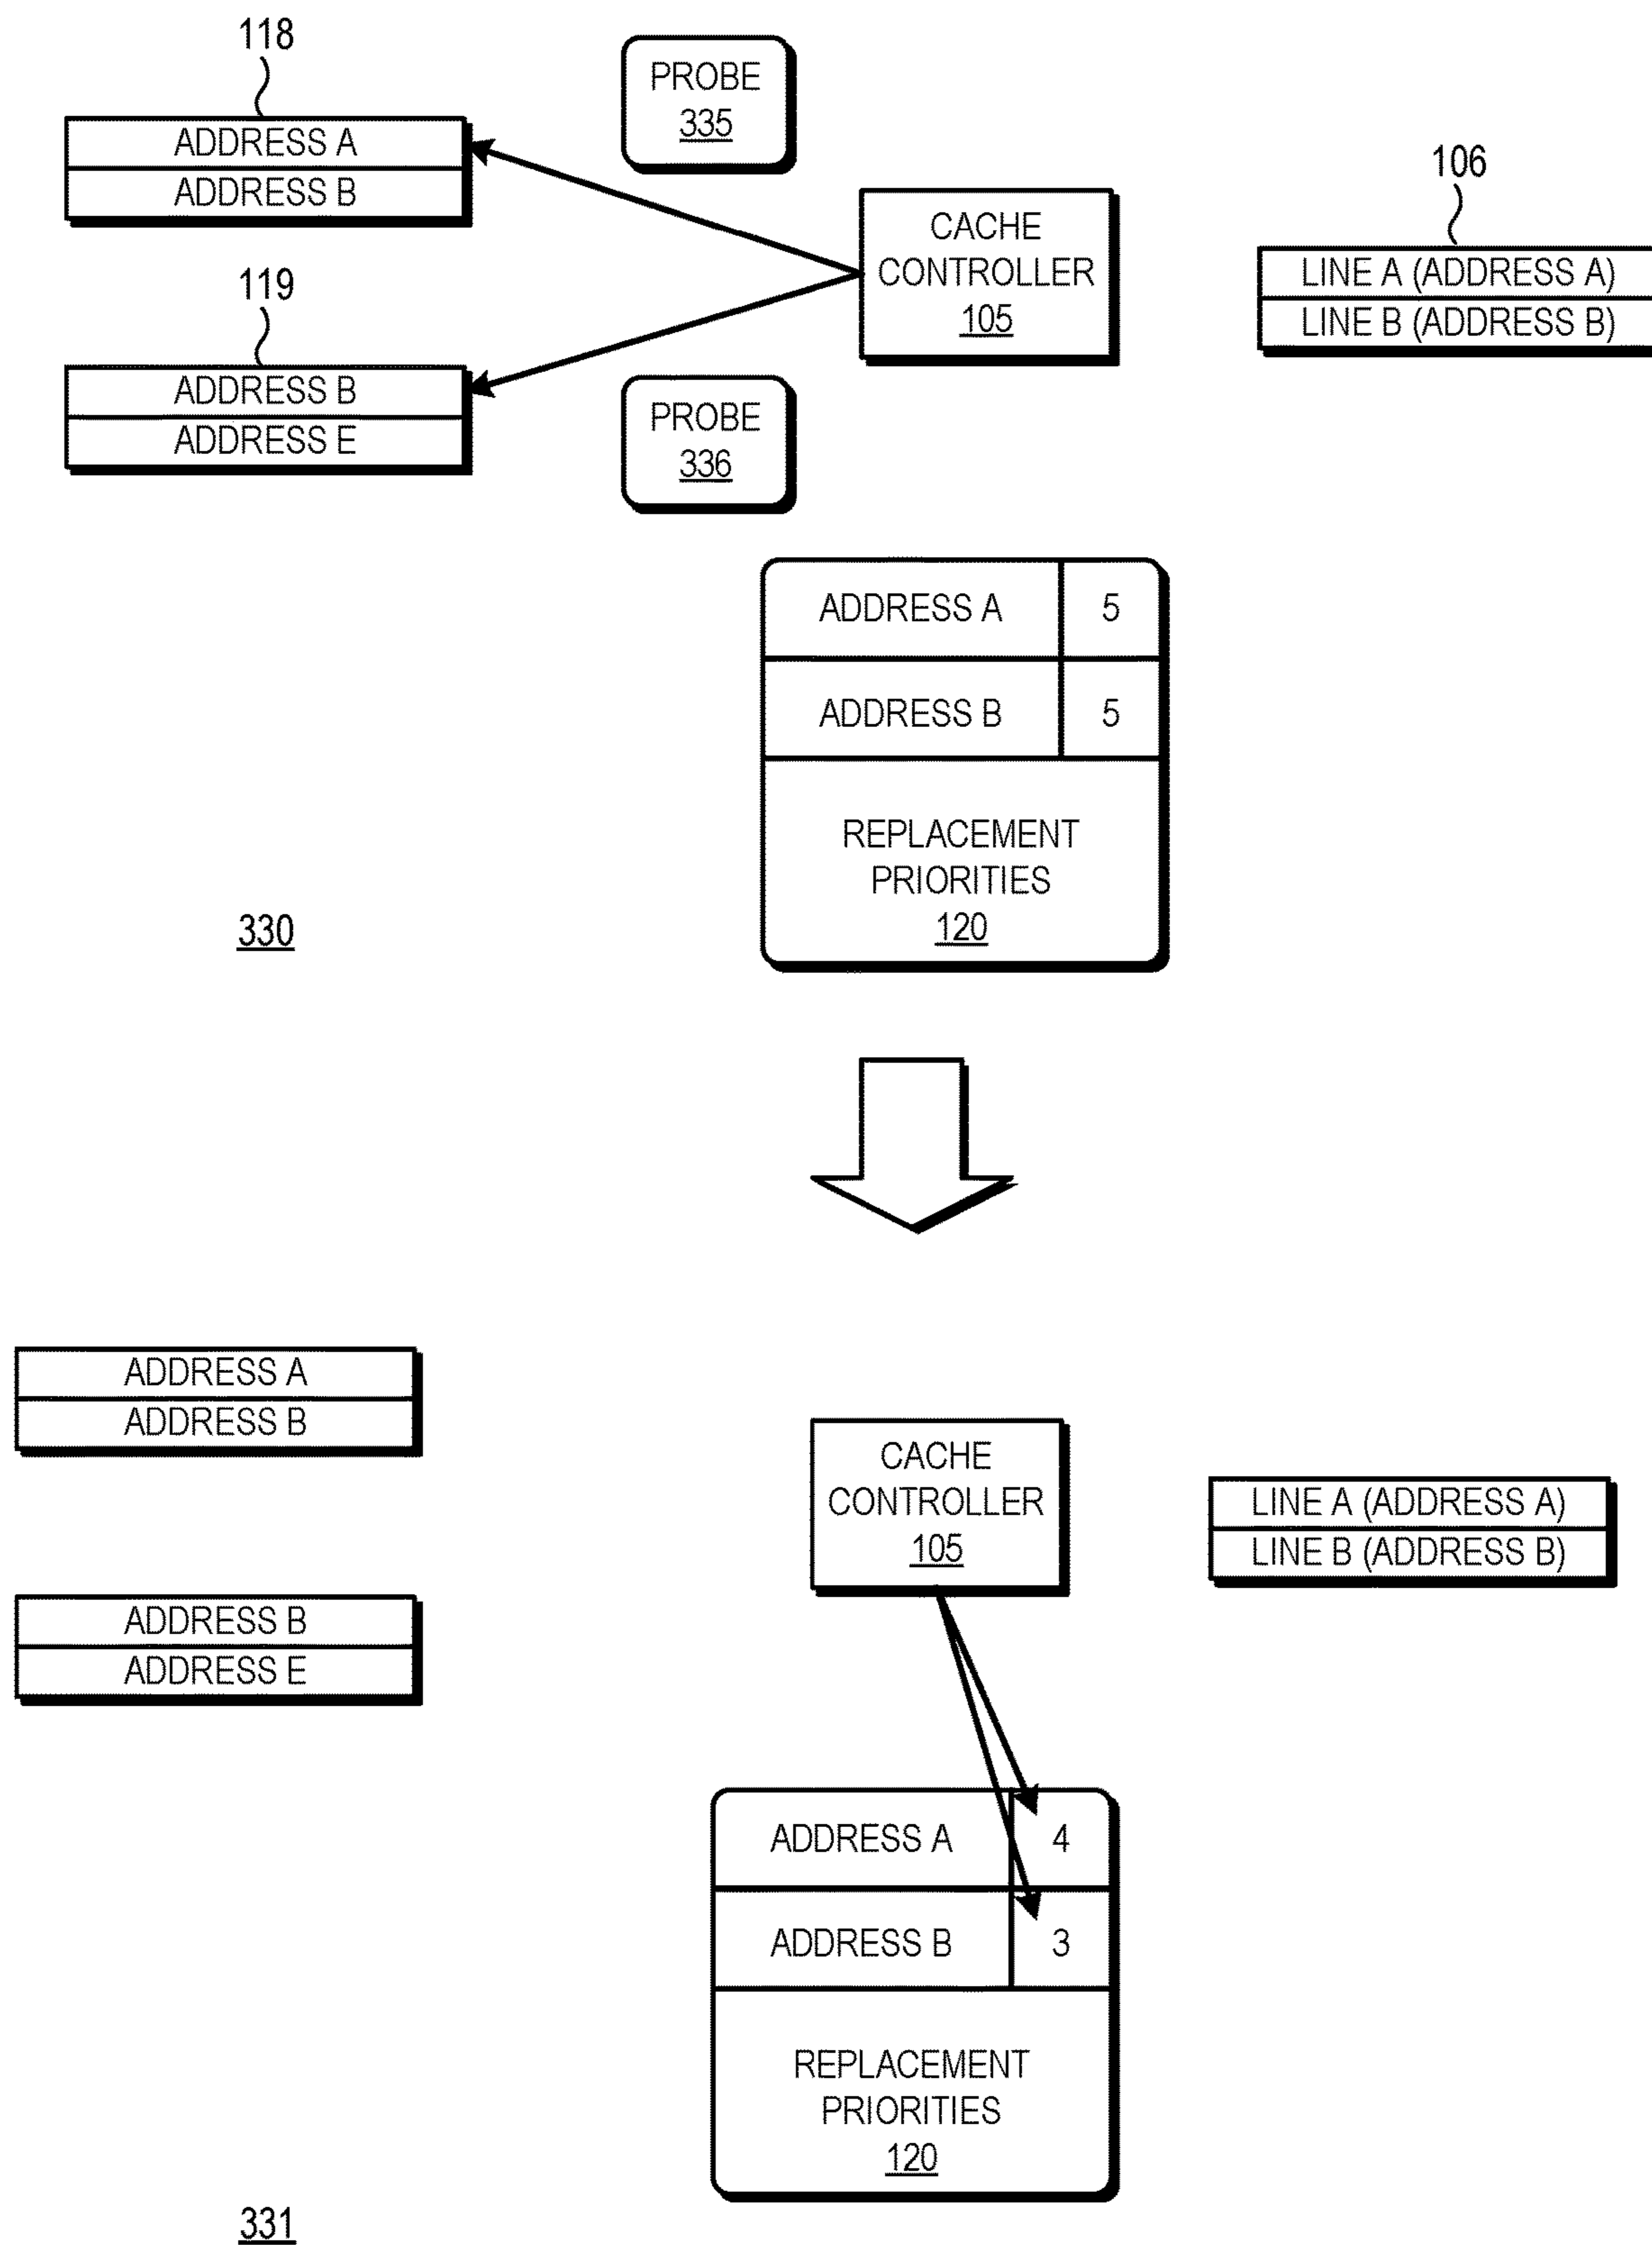 118
PROBE
335
ADDRESS A
ADDRESS B
106
CACHE
CONTROLLER
105
LINE A (ADDRESS A)
LINE B (ADDRESS B)
119
ADDRESS B
ADDRESS E
PROBE
336
ADDRESS A 5
ADDRESS B 5
REPLACEMENT
PRIORITIES
120
330
ADDRESS A
ADDRESS B
CACHE
CONTROLLER
105
LINE A (ADDRESS A)
LINE B (ADDRESS B)
ADDRESS B
ADDRESS E
ADDRESS A 4
ADDRESS B 3
REPLACEMENT
PRIORITIES
120
331